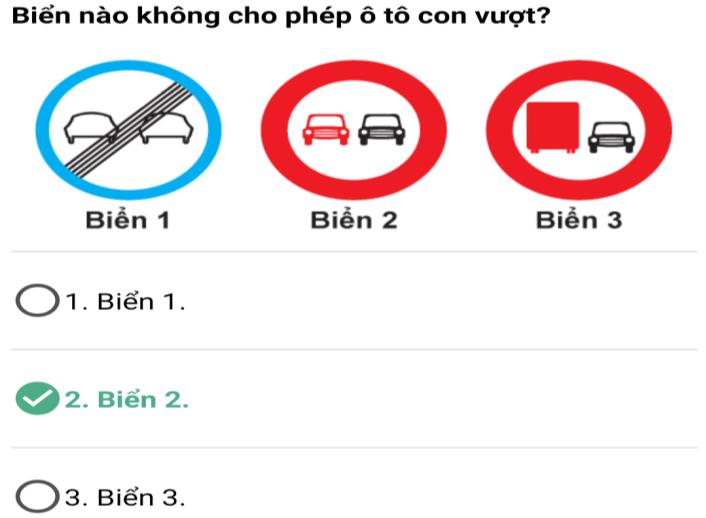 Biển nào không cho phép ô tô con vượt?
Biển 1 Biển 2 Biển 3
1. Biển 1.
2. Biển 2.
3. Biển 3.